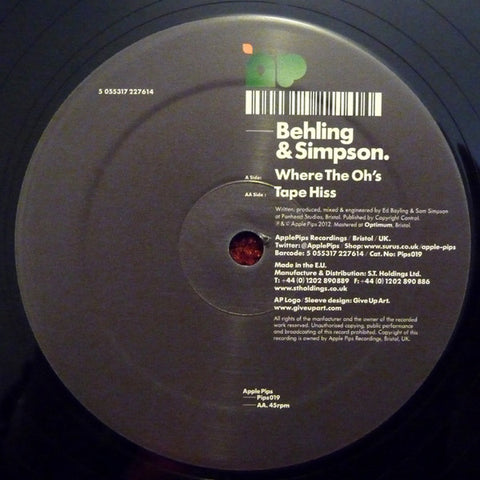 AP
5 055317 227614
Behling
& Simpson.
A Side: Where The Oh's
AA Side: Tape Hiss
Written, produced, mixed & engineered by Ed Bayling & Sam Simpson
at Panhead Studios, Bristol. Published by Copyright Control.
℗ & © Apple Pips 2012. Mastered at Optimum, Bristol.
ApplePips Recordings / Bristol / UK.
Twitter: @ApplePips / Shop: www.surus.co.uk/apple-pips
Barcode: 5 055317 227614 / Cat. No: Pips019
Made in the E.U.
Manufacture & Distribution: S.T. Holdings Ltd.
T: +44 (0) 1202 890889 F: +44 (0) 1202 890 886
www.stholdings.co.uk
AP Logo / Sleeve design: Give Up Art.
www.giveupart.com
All rights of the manfacturer and the owner of the recorded
work reserved. Unauthorised copying, public performance
and broadcasting of this record prohibited. Copyright of this
recording is owned by Apple Pips Recordings, Bristol, UK.
Apple Pips
Pips019
AA. 45rpm